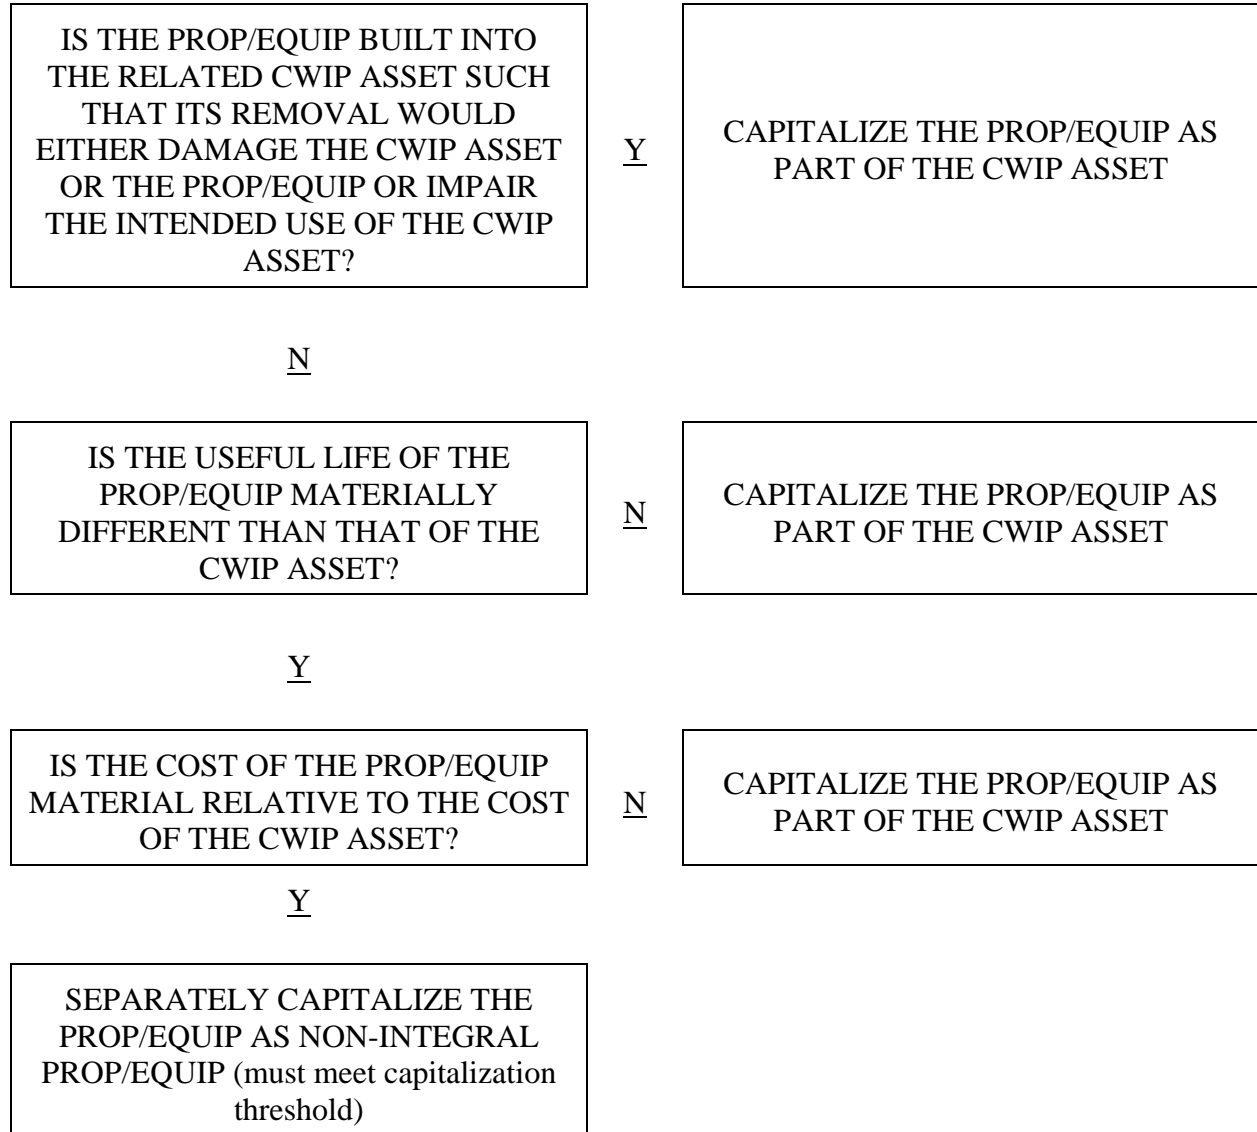 IS THE PROP/EQUIP BUILT INTO
THE RELATED CWIP ASSET SUCH
THAT ITS REMOVAL WOULD
EITHER DAMAGE THE CWIP ASSET
OR THE PROP/EQUIP OR IMPAIR
THE INTENDED USE OF THE CWIP
ASSET?
Y
CAPITALIZE THE PROP/EQUIP AS
PART OF THE CWIP ASSET
N
IS THE USEFUL LIFE OF THE
PROP/EQUIP MATERIALLY
DIFFERENT THAN THAT OF THE
CWIP ASSET?
N
CAPITALIZE THE PROP/EQUIP AS
PART OF THE CWIP ASSET
Y
IS THE COST OF THE PROP/EQUIP
MATERIAL RELATIVE TO THE COST
OF THE CWIP ASSET?
N
CAPITALIZE THE PROP/EQUIP AS
PART OF THE CWIP ASSET
Y
SEPARATELY CAPITALIZE THE
PROP/EQUIP AS NON-INTEGRAL
PROP/EQUIP (must meet capitalization
threshold)